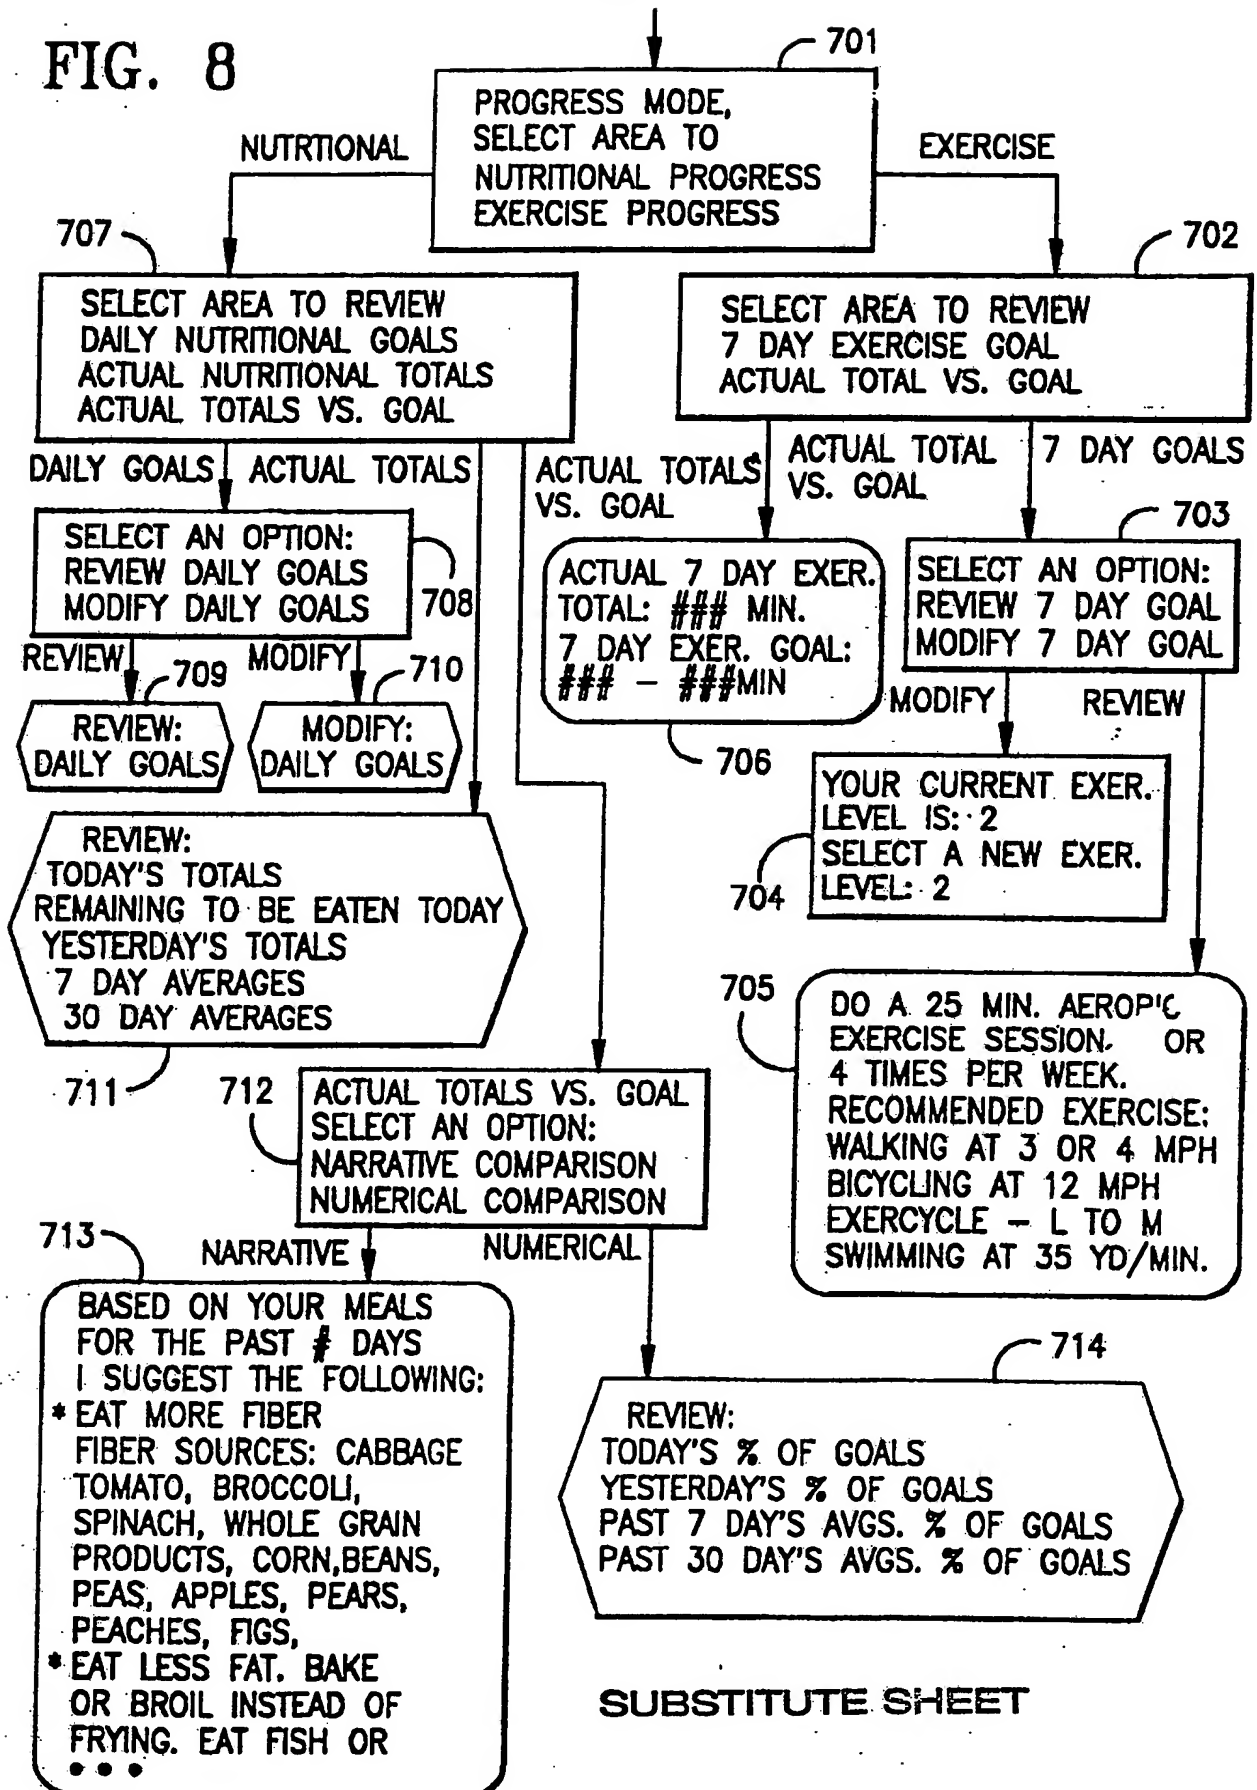 FIG. 8
701
PROGRESS MODE,
SELECT AREA TO
NUTRITIONAL PROGRESS
EXERCISE PROGRESS
NUTRTIONAL
EXERCISE
707
SELECT AREA TO REVIEW
DAILY NUTRITIONAL GOALS
ACTUAL NUTRITIONAL TOTALS
ACTUAL TOTALS VS. GOAL
702
SELECT AREA TO REVIEW
7 DAY EXERCISE GOAL
ACTUAL TOTAL VS. GOAL
DAILY GOALS
ACTUAL TOTALS
ACTUAL TOTALS
VS. GOAL
ACTUAL TOTAL
VS. GOAL
7 DAY GOALS
SELECT AN OPTION:
REVIEW DAILY GOALS
MODIFY DAILY GOALS
708
ACTUAL 7 DAY EXER.
TOTAL: ### MIN.
7 DAY EXER. GOAL:
### – ###MIN
706
703
SELECT AN OPTION:
REVIEW 7 DAY GOAL
MODIFY 7 DAY GOAL
REVIEW
MODIFY
709
710
REVIEW:
DAILY GOALS
MODIFY:
DAILY GOALS
MODIFY
REVIEW
YOUR CURRENT EXER.
LEVEL IS: 2
SELECT A NEW EXER.
LEVEL: 2
704
REVIEW:
TODAY'S TOTALS
REMAINING TO BE EATEN TODAY
YESTERDAY'S TOTALS
7 DAY AVERAGES
30 DAY AVERAGES
711
705
DO A 25 MIN.
EXERCISE SESSION. OR
4 TIMES PER WEEK.
RECOMMENDED EXERCISE:
WALKING AT 3 OR 4 MPH
BICYCLING AT 12 MPH
EXERCYCLE – L TO M
SWIMMING AT 35 YD/MIN.
712
ACTUAL TOTALS VS. GOAL
SELECT AN OPTION:
NARRATIVE COMPARISON
NUMERICAL COMPARISON
NARRATIVE
NUMERICAL
713
BASED ON YOUR MEALS
FOR THE PAST # DAYS
I SUGGEST THE FOLLOWING:
* EAT MORE FIBER
FIBER SOURCES: CABBAGE
TOMATO, BROCCOLI,
SPINACH, WHOLE GRAIN
PRODUCTS, CORN,BEANS,
PEAS, APPLES, PEARS,
PEACHES, FIGS,
* EAT LESS FAT. BAKE
OR BROIL INSTEAD OF
FRYING. EAT FISH OR
• • •
714
REVIEW:
TODAY'S % OF GOALS
YESTERDAY'S % OF GOALS
PAST 7 DAY'S AVGS. % OF GOALS
PAST 30 DAY'S AVGS. % OF GOALS
SUBSTITUTE SHEET